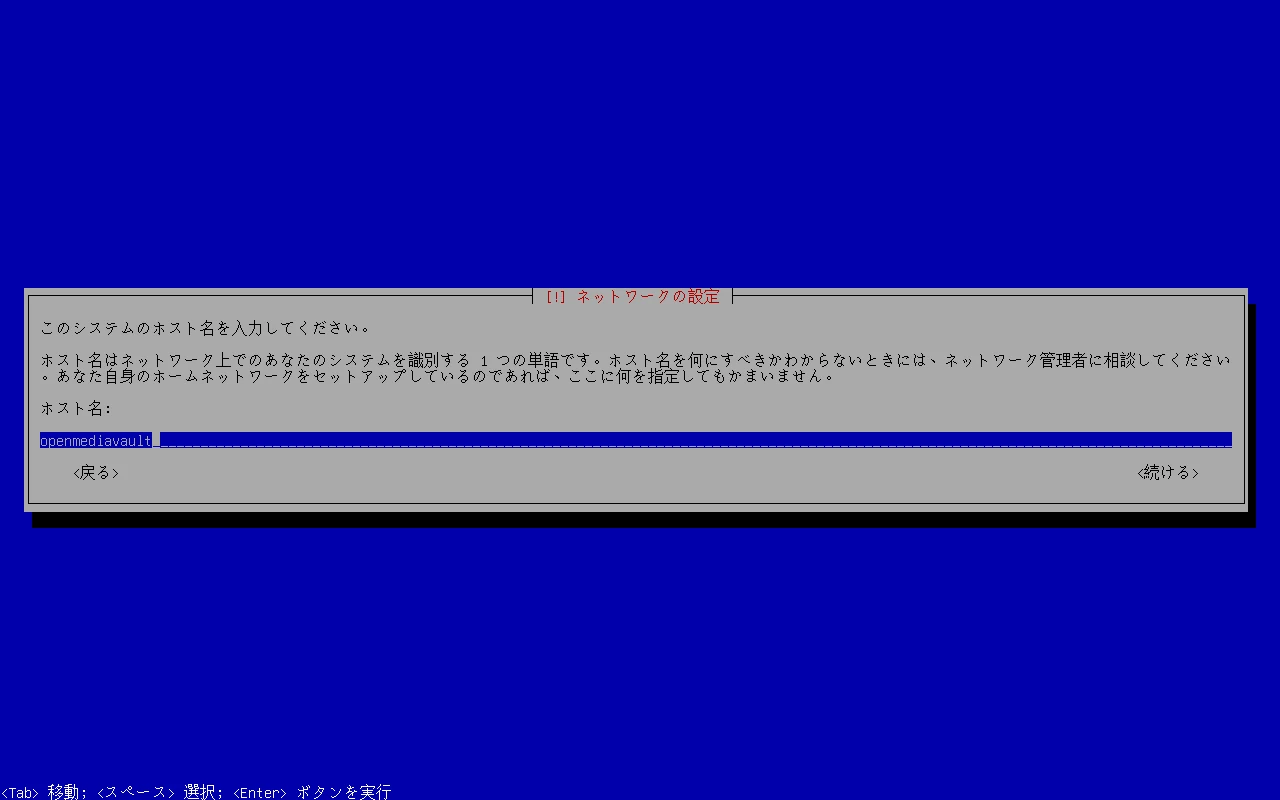 [!] ネットワークの設定
このシステムのホスト名を入力してください。
ホスト名はネットワーク上でのあなたのシステムを識別する 1 つの単語です。ホスト名を何にすべきかわからないときには、ネットワーク管理者に相談してください
。あなた自身のホームネットワークをセットアップしているのであれば、ここに何を指定してもかまいません。
ホスト名:
openmediavault
<戻る> <続ける>
<Tab> 移動; <スペース> 選択; <Enter> ボタンを実行